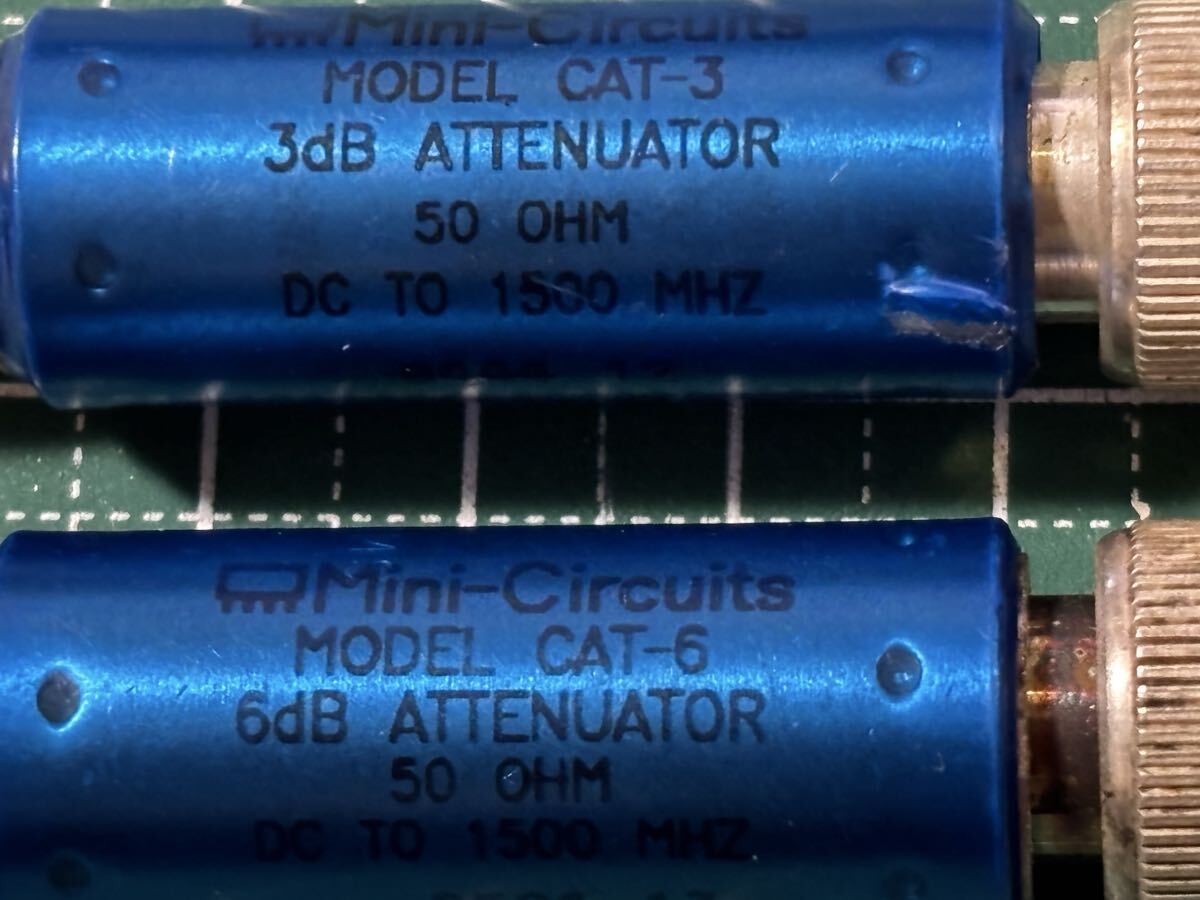 Mini-Circuits
MODEL CAT-3
3dB ATTENUATOR
50 OHM
DC TO 1500 MHZ
Mini-Circuits
MODEL CAT-6
6dB ATTENUATOR
50 OHM
DC TO 1500 MHZ